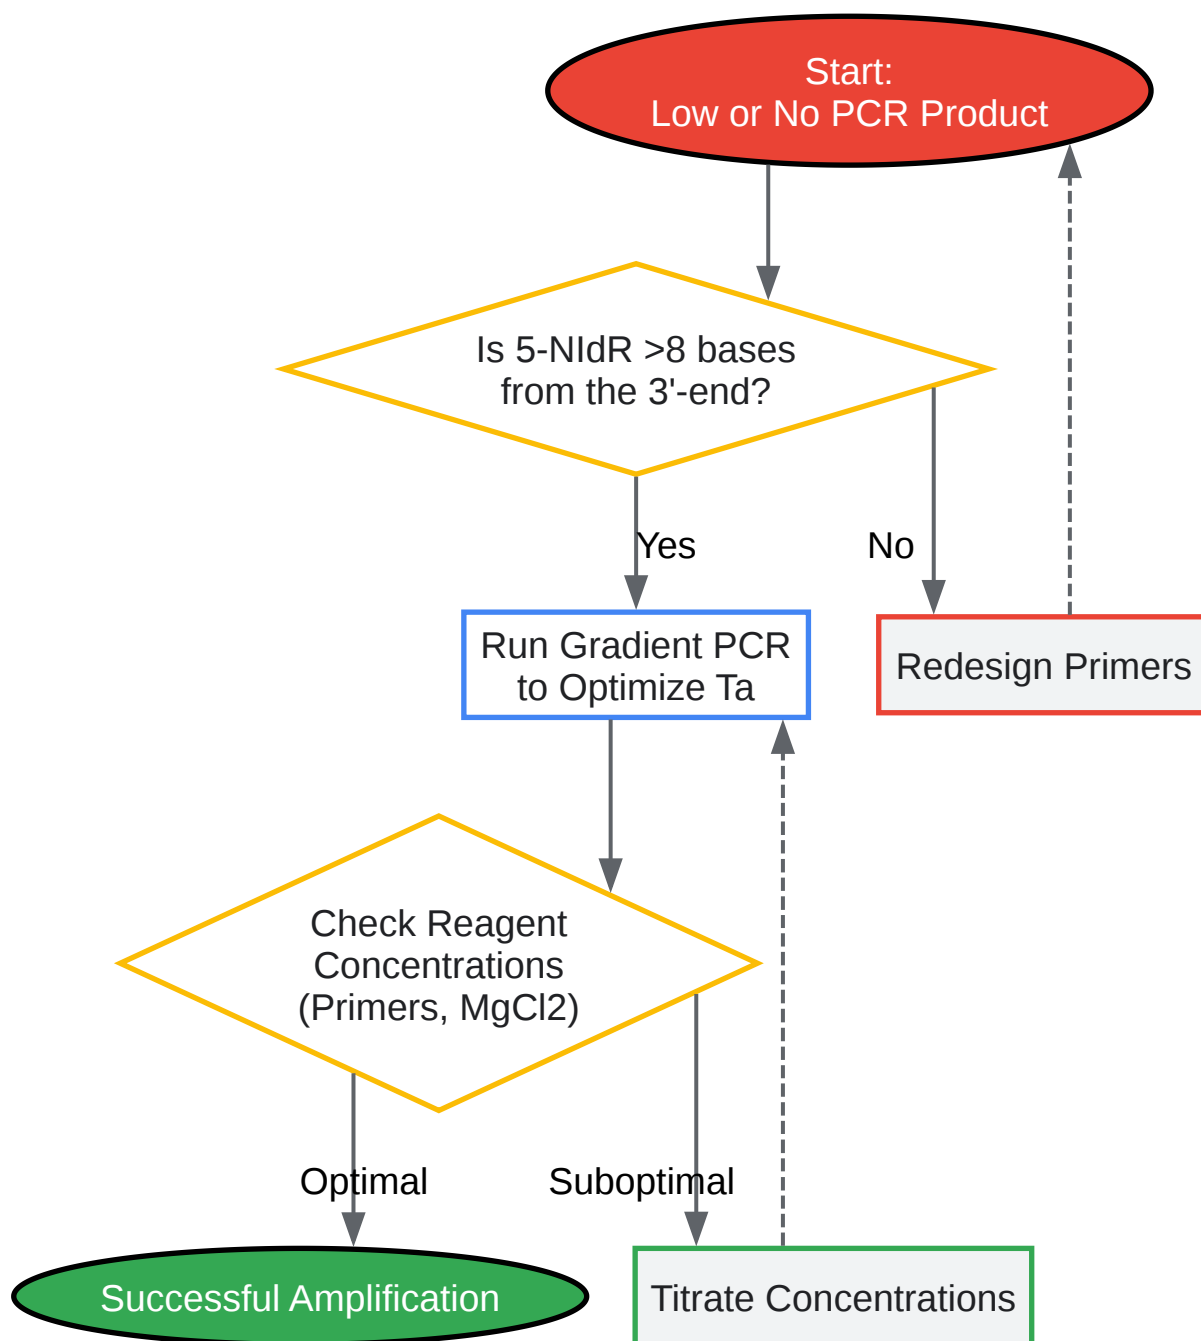 Start:
Low or No PCR Product
Is 5-NIdR >8 bases
from the 3'-end?
Yes
No
Run Gradient PCR
to Optimize Ta
Redesign Primers
Check Reagent
Concentrations
(Primers, MgCl2)
Optimal
Suboptimal
Successful Amplification
Titrate Concentrations